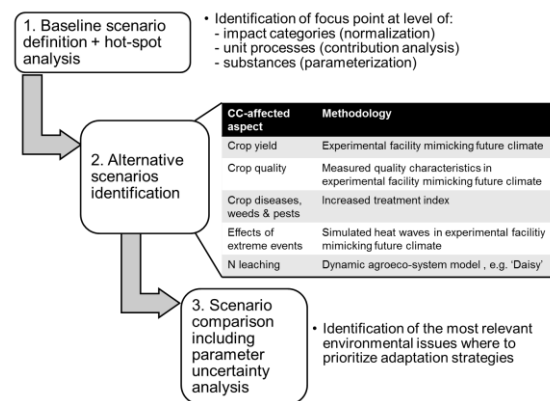 1. Baseline scenario
definition + hot-spot
analysis
• Identification of focus point at level of:
- impact categories (normalization)
- unit processes (contribution analysis)
- substances (parameterization)
2. Alternative
scenarios
identification
CC-affected
aspect
Methodology
Crop yield
Experimental facility mimicking future climate
Crop quality
Measured quality characteristics in
experimental facility mimicking future climate
Crop diseases,
weeds & pests
Increased treatment index
Effects of
extreme events
Simulated heat waves in experimental facilitiy
mimicking future climate
N leaching
Dynamic agroeco-system model , e.g. ‘Daisy’
3. Scenario
comparison
including
parameter
uncertainty
analysis
• Identification of the most relevant
environmental issues where to
prioritize adaptation strategies